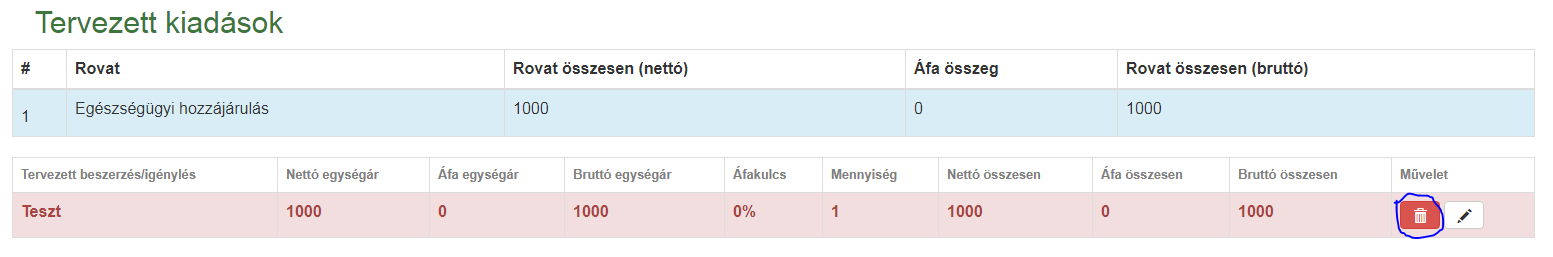 Tervezett kiadások
# Rovat Rovat összesen (nettó) Áfa összeg Rovat összesen (bruttó)
1 Egészségügyi hozzájárulás 1000 0 1000
Tervezett beszerzés/igénylés Nettó egységár Áfa egységár Bruttó egységár Áfakulcs Mennyiség Nettó összesen Áfa összesen Bruttó összesen Művelet
Teszt 1000 0 1000 0% 1 1000 0 1000